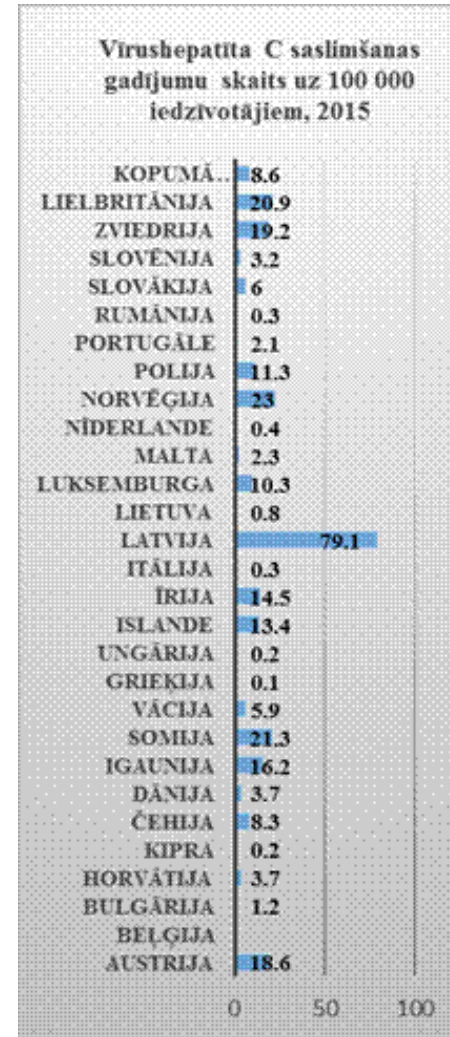 Vīrushepatīta C saslimšanas
gadījumu skaits uz 100 000
iedzīvotājiem, 2015
KOPUMĀ.. 8.6
LIELBRITĀNIJA 20.9
ZVIEDRIJA 19.2
SLOVĒNIJA 3.2
SLOVĀKIJA 6
RUMĀNIJA 0.3
PORTUGĀLE 2.1
POLIJA 11.3
NORVĒĢIJA 23
NĪDERLANDE 0.4
MALTA 2.3
LUKSEMBURGA 10.3
LIETUVA 0.8
LATVIJA 79.1
ITĀLIJA 0.3
ĪRIJA 14.5
ISLANDE 13.4
UNGĀRIJA 0.2
GRIEĶIJA 0.1
VĀCIJA 5.9
SOMIJA 21.3
IGAUNIJA 16.2
DĀNIJA 3.7
ČEHIJA 8.3
KIPRA 0.2
HORVĀTIJA 3.7
BULGĀRIJA 1.2
BEĻĢIJA
AUSTRIJA 18.6
0 50 100